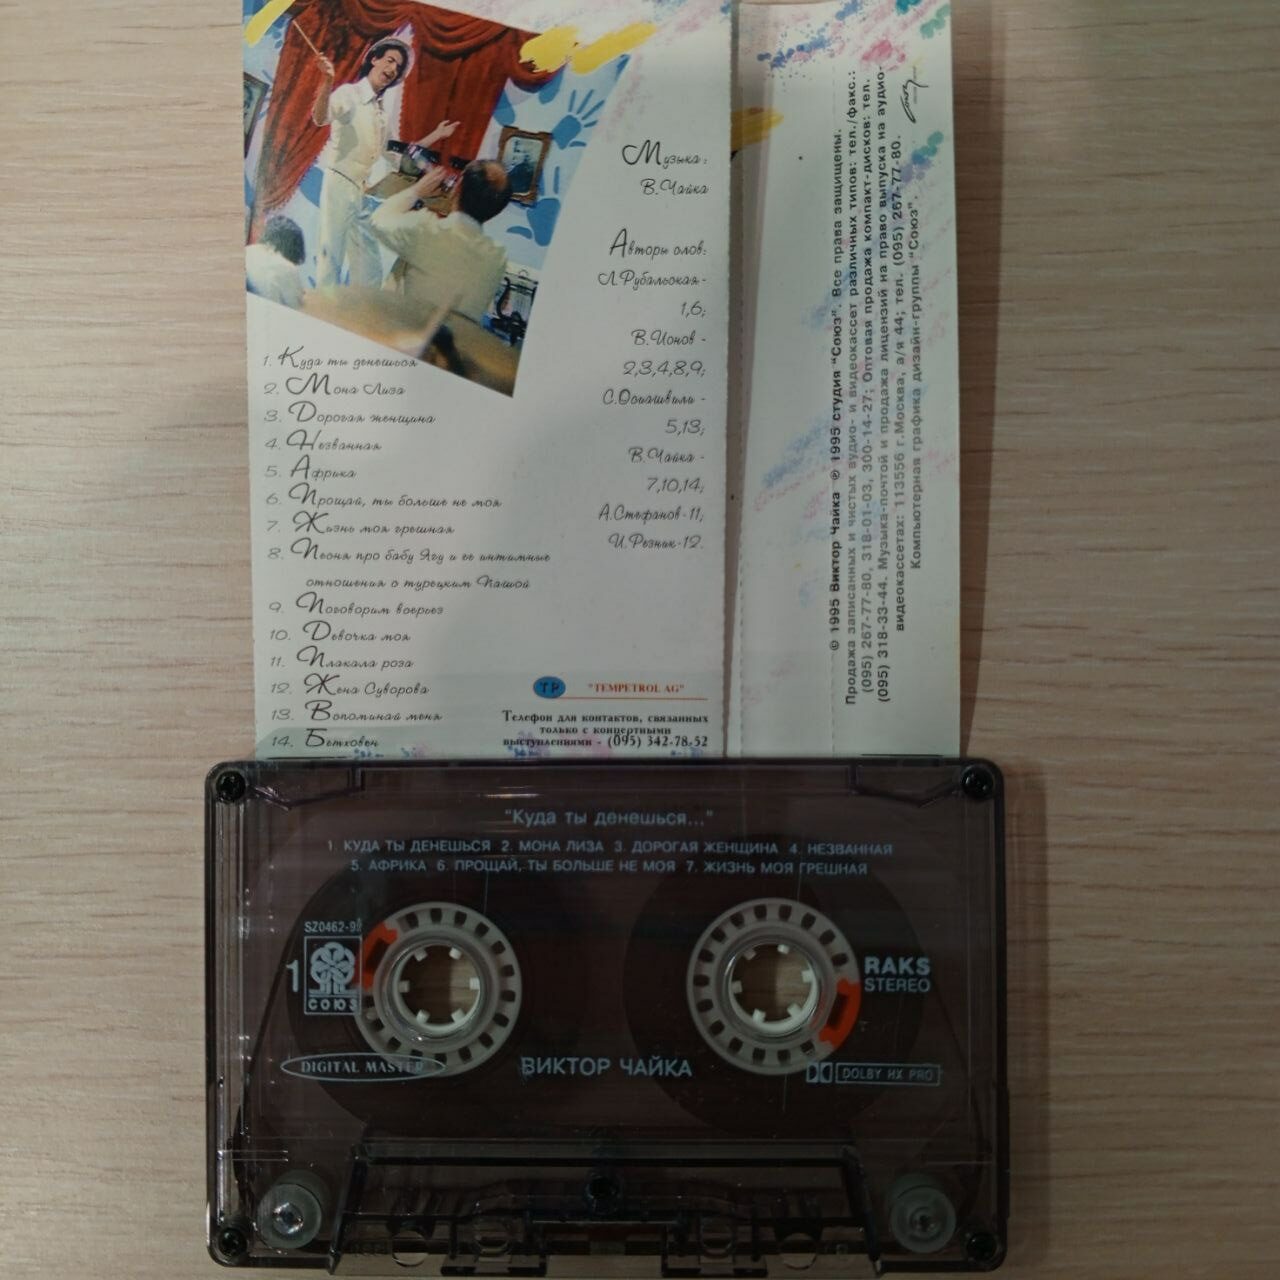 Музыка:
В.Чайка
Авторы слов:
Л.Рубальская -
1,6;
В.Ионов -
2,3,4,8,9;
С.Осиашвили -
5,13;
В.Чайка -
7,10,14;
А.Стефанов-11;
И.Резник-12.
1. Куда ты денешься
2. Мона Лиза
3. Дорогая женщина
4. Незванная
5. Африка
6. Прощай, ты больше не моя
7. Жизнь моя грешная
8. Песня про бабу Ягу и ее интимные
отношения с турецким Пашой
9. Поговорим всерьез
10. Девочка моя
11. Плакала роза
12. Жена Суворова
13. Вспоминай меня
14. Бетховен
TP "TEMPETROL AG"
Телефон для контактов, связанных
только с концертными
выступлениями - (095) 342-78-52
© 1995 Виктор Чайка ℗ 1995 студия "Союз". Все права защищены.
Продажа записанных и чистых аудио- и видеокассет различных типов: тел./факс.:
(095) 267-77-80, 318-01-03, 300-14-27; Оптовая продажа компакт-дисков: тел.
(095) 318-33-44. Музыка-почтой и продажа лицензий на право выпуска на аудио-
видеокассетах: 113556 г.Москва, а/я 44; тел. (095) 267-77-80.
Компьютерная графика дизайн-группы "Союз".
"Куда ты денешься..."
1. КУДА ТЫ ДЕНЕШЬСЯ 2. МОНА ЛИЗА 3. ДОРОГАЯ ЖЕНЩИНА 4. НЕЗВАННАЯ
5. АФРИКА 6. ПРОЩАЙ, ТЫ БОЛЬШЕ НЕ МОЯ 7. ЖИЗНЬ МОЯ ГРЕШНАЯ
1
СОЮЗ
RAKS
STEREO
DIGITAL MASTER
ВИКТОР ЧАЙКА
DOLBY HX PRO